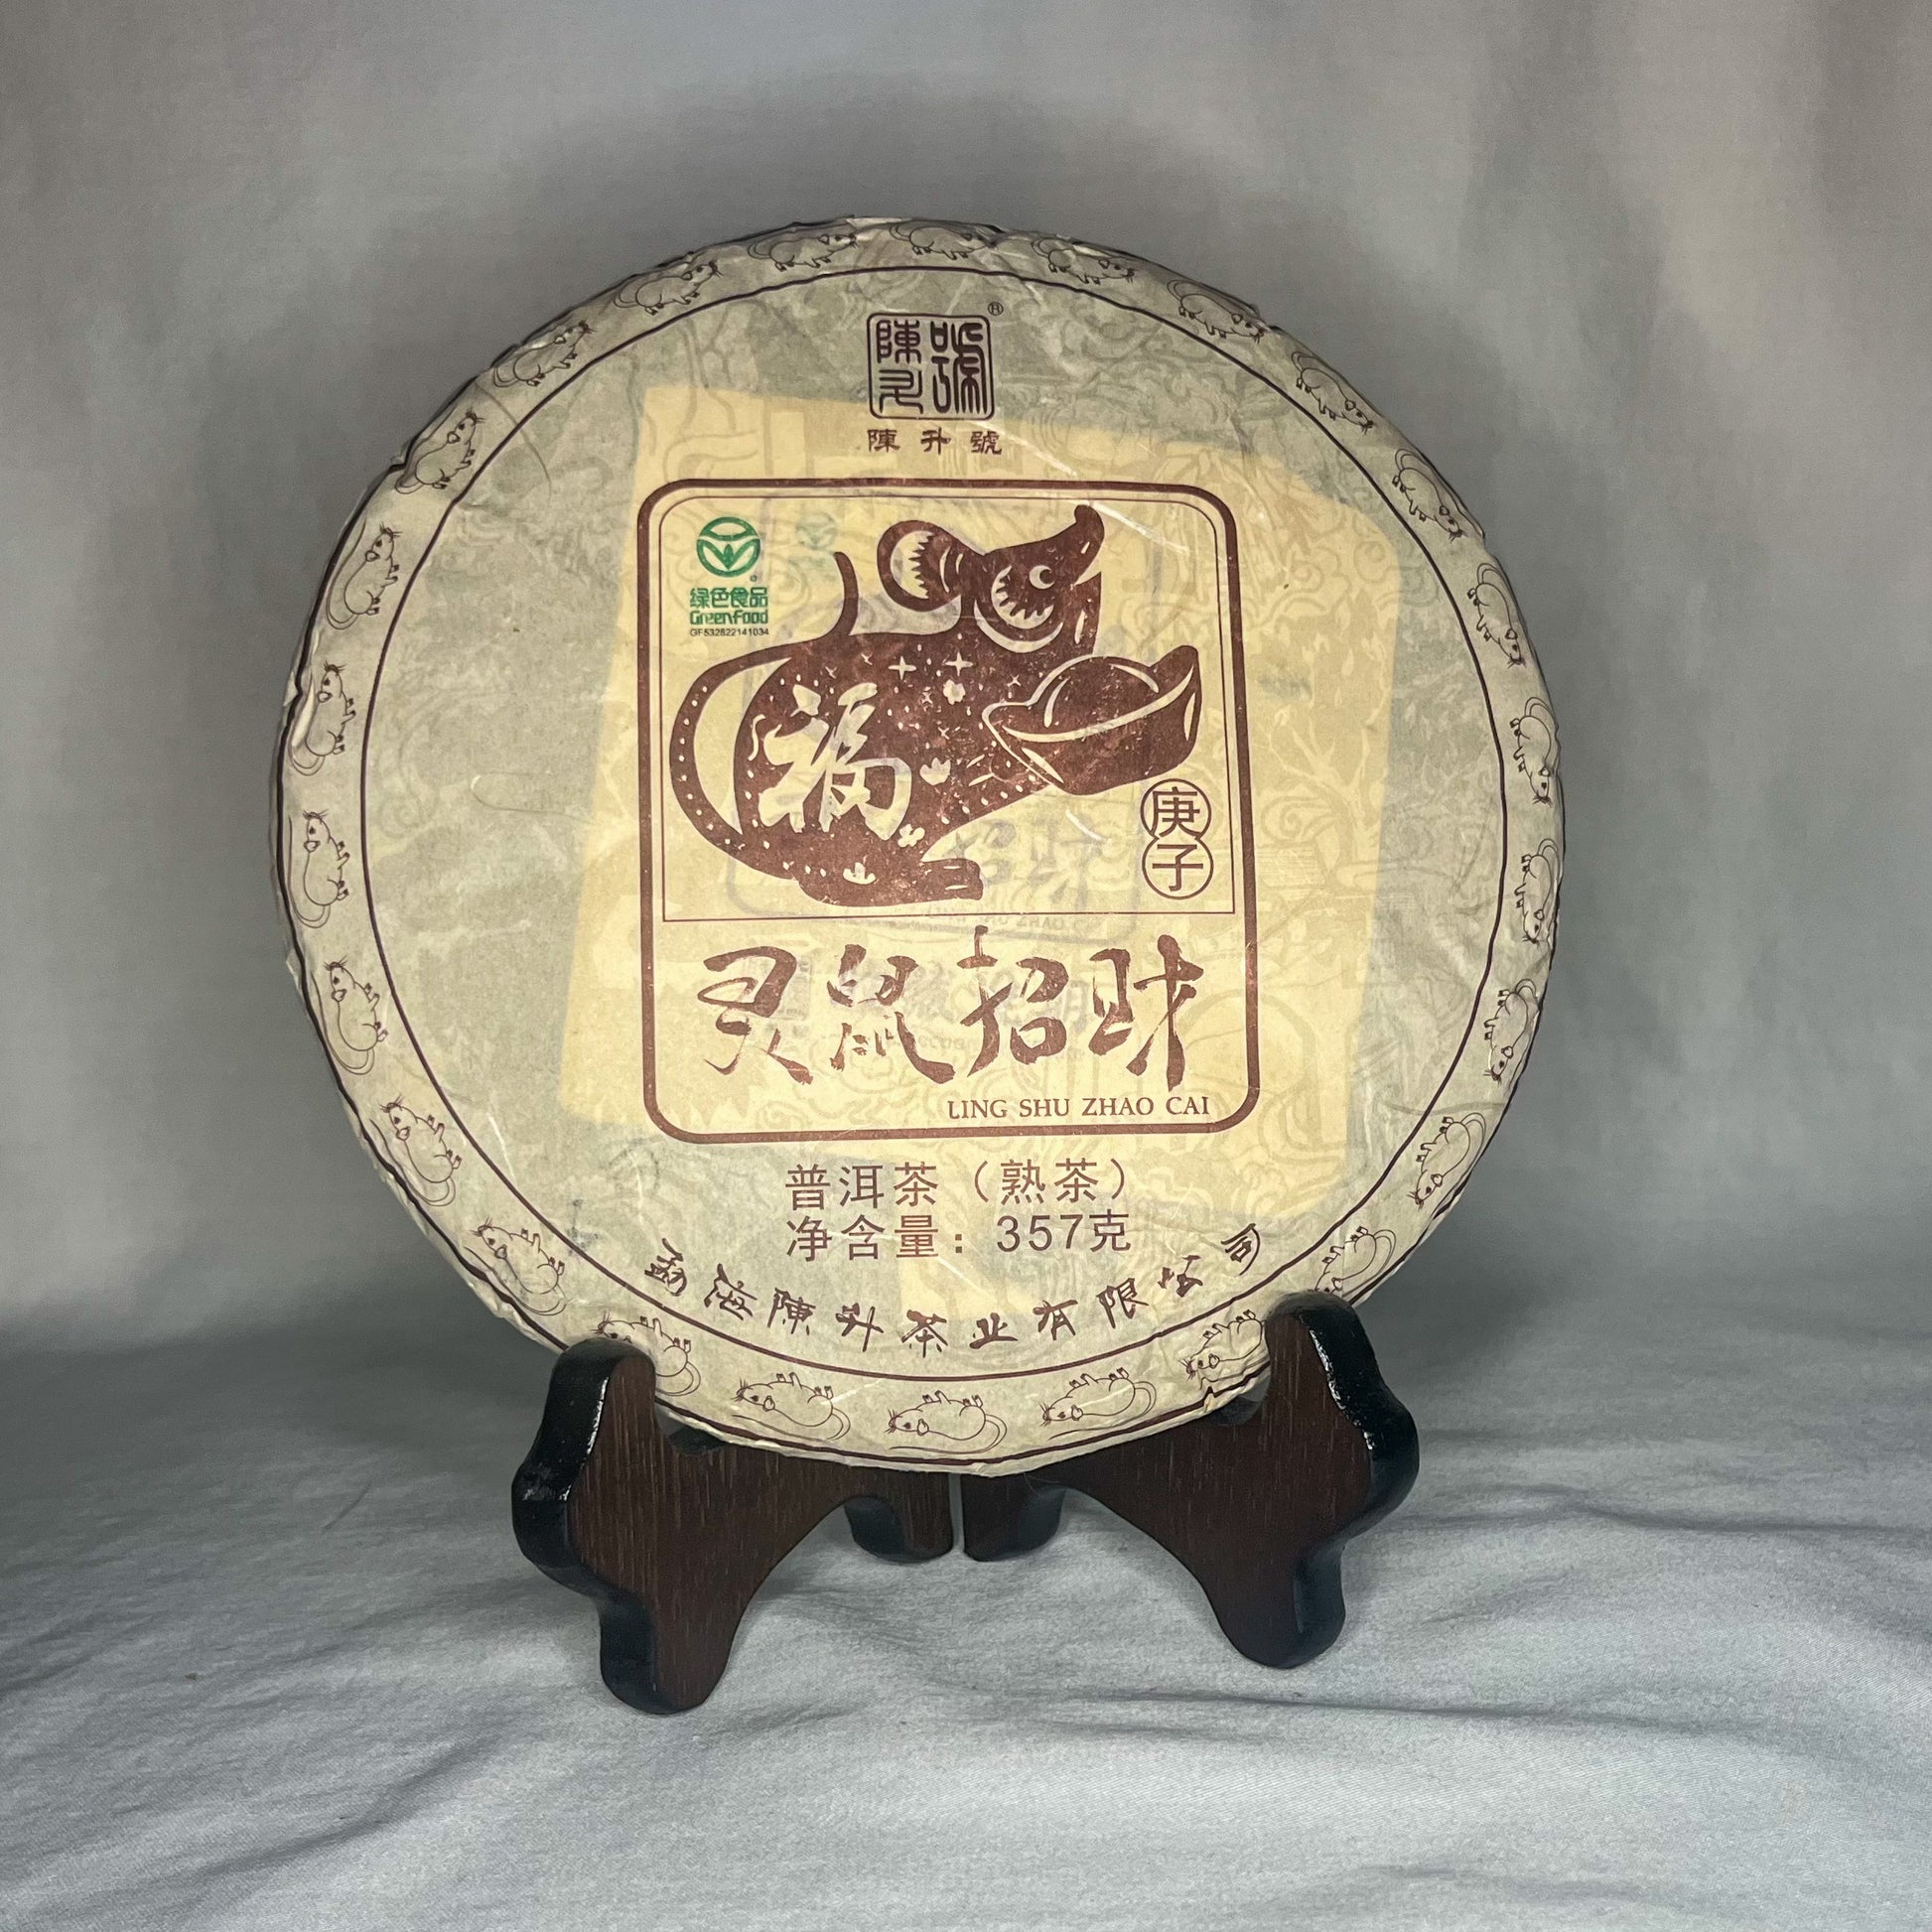 陳升號
®
陳升號
绿色食品
Greenfood
GF532822141034
福
庚子
灵鼠招财
LING SHU ZHAO CAI
普洱茶（熟茶）
净含量：357克
勐海陳升茶业有限公司